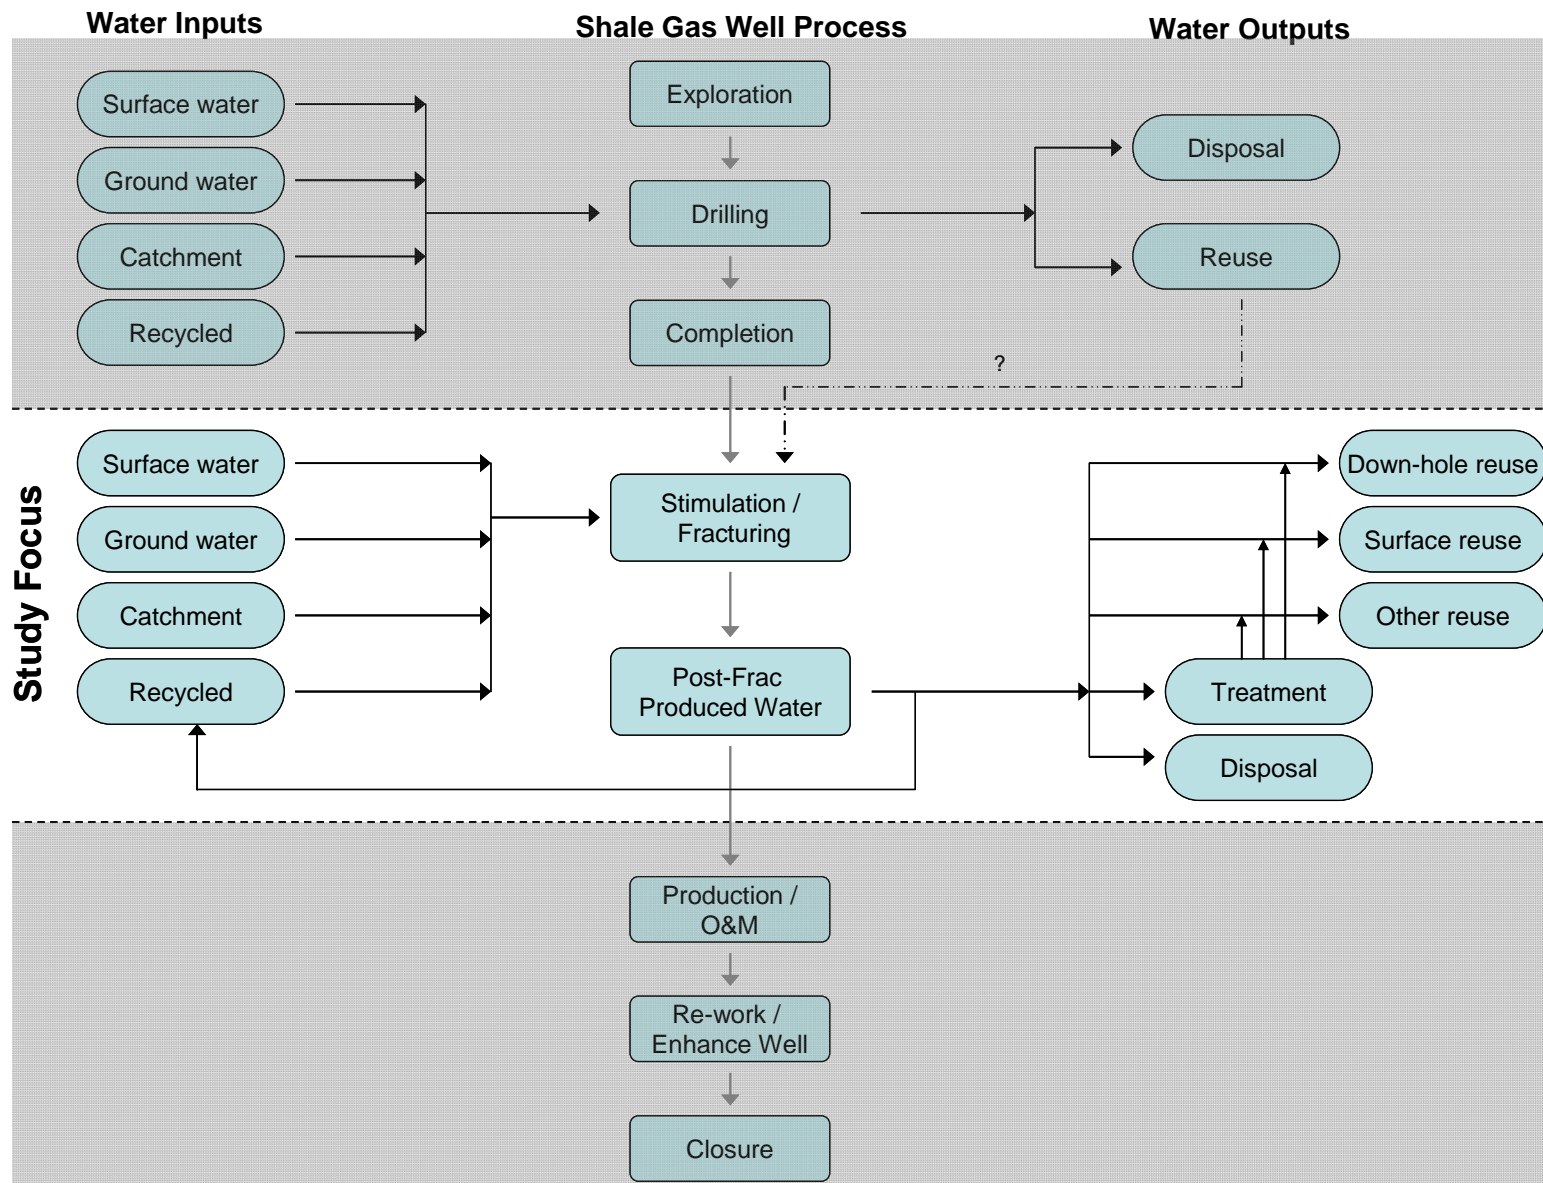 Water Inputs
Shale Gas Well Process
Water Outputs
Surface water
Ground water
Catchment
Recycled
Exploration
Drilling
Completion
Disposal
Reuse
?
Study Focus
Surface water
Ground water
Catchment
Recycled
Stimulation /
Fracturing
Post-Frac
Produced Water
Down-hole reuse
Surface reuse
Other reuse
Treatment
Disposal
Production /
O&M
Re-work /
Enhance Well
Closure